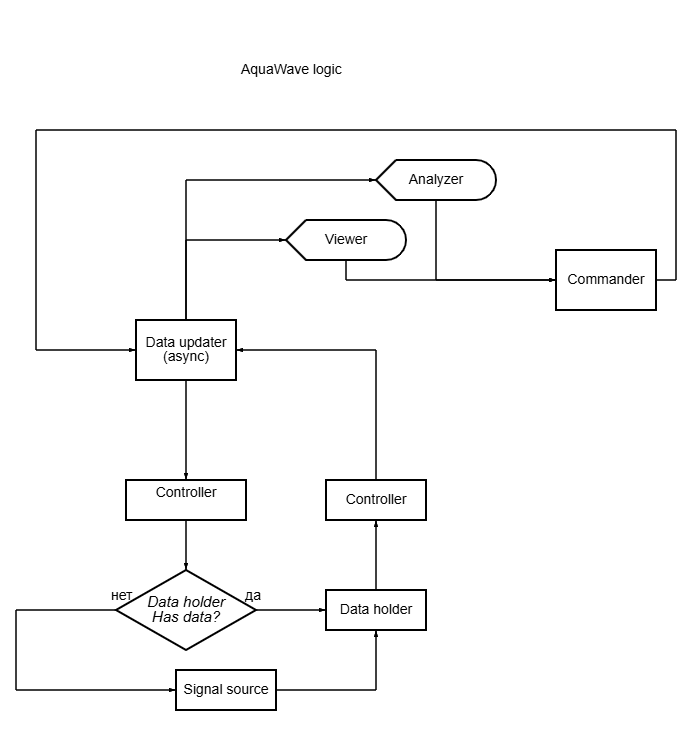 AquaWave logic
Analyzer
Viewer
Commander
Data updater
(async)
Controller
Controller
нет
да
Data holder
Has data?
Data holder
Signal source